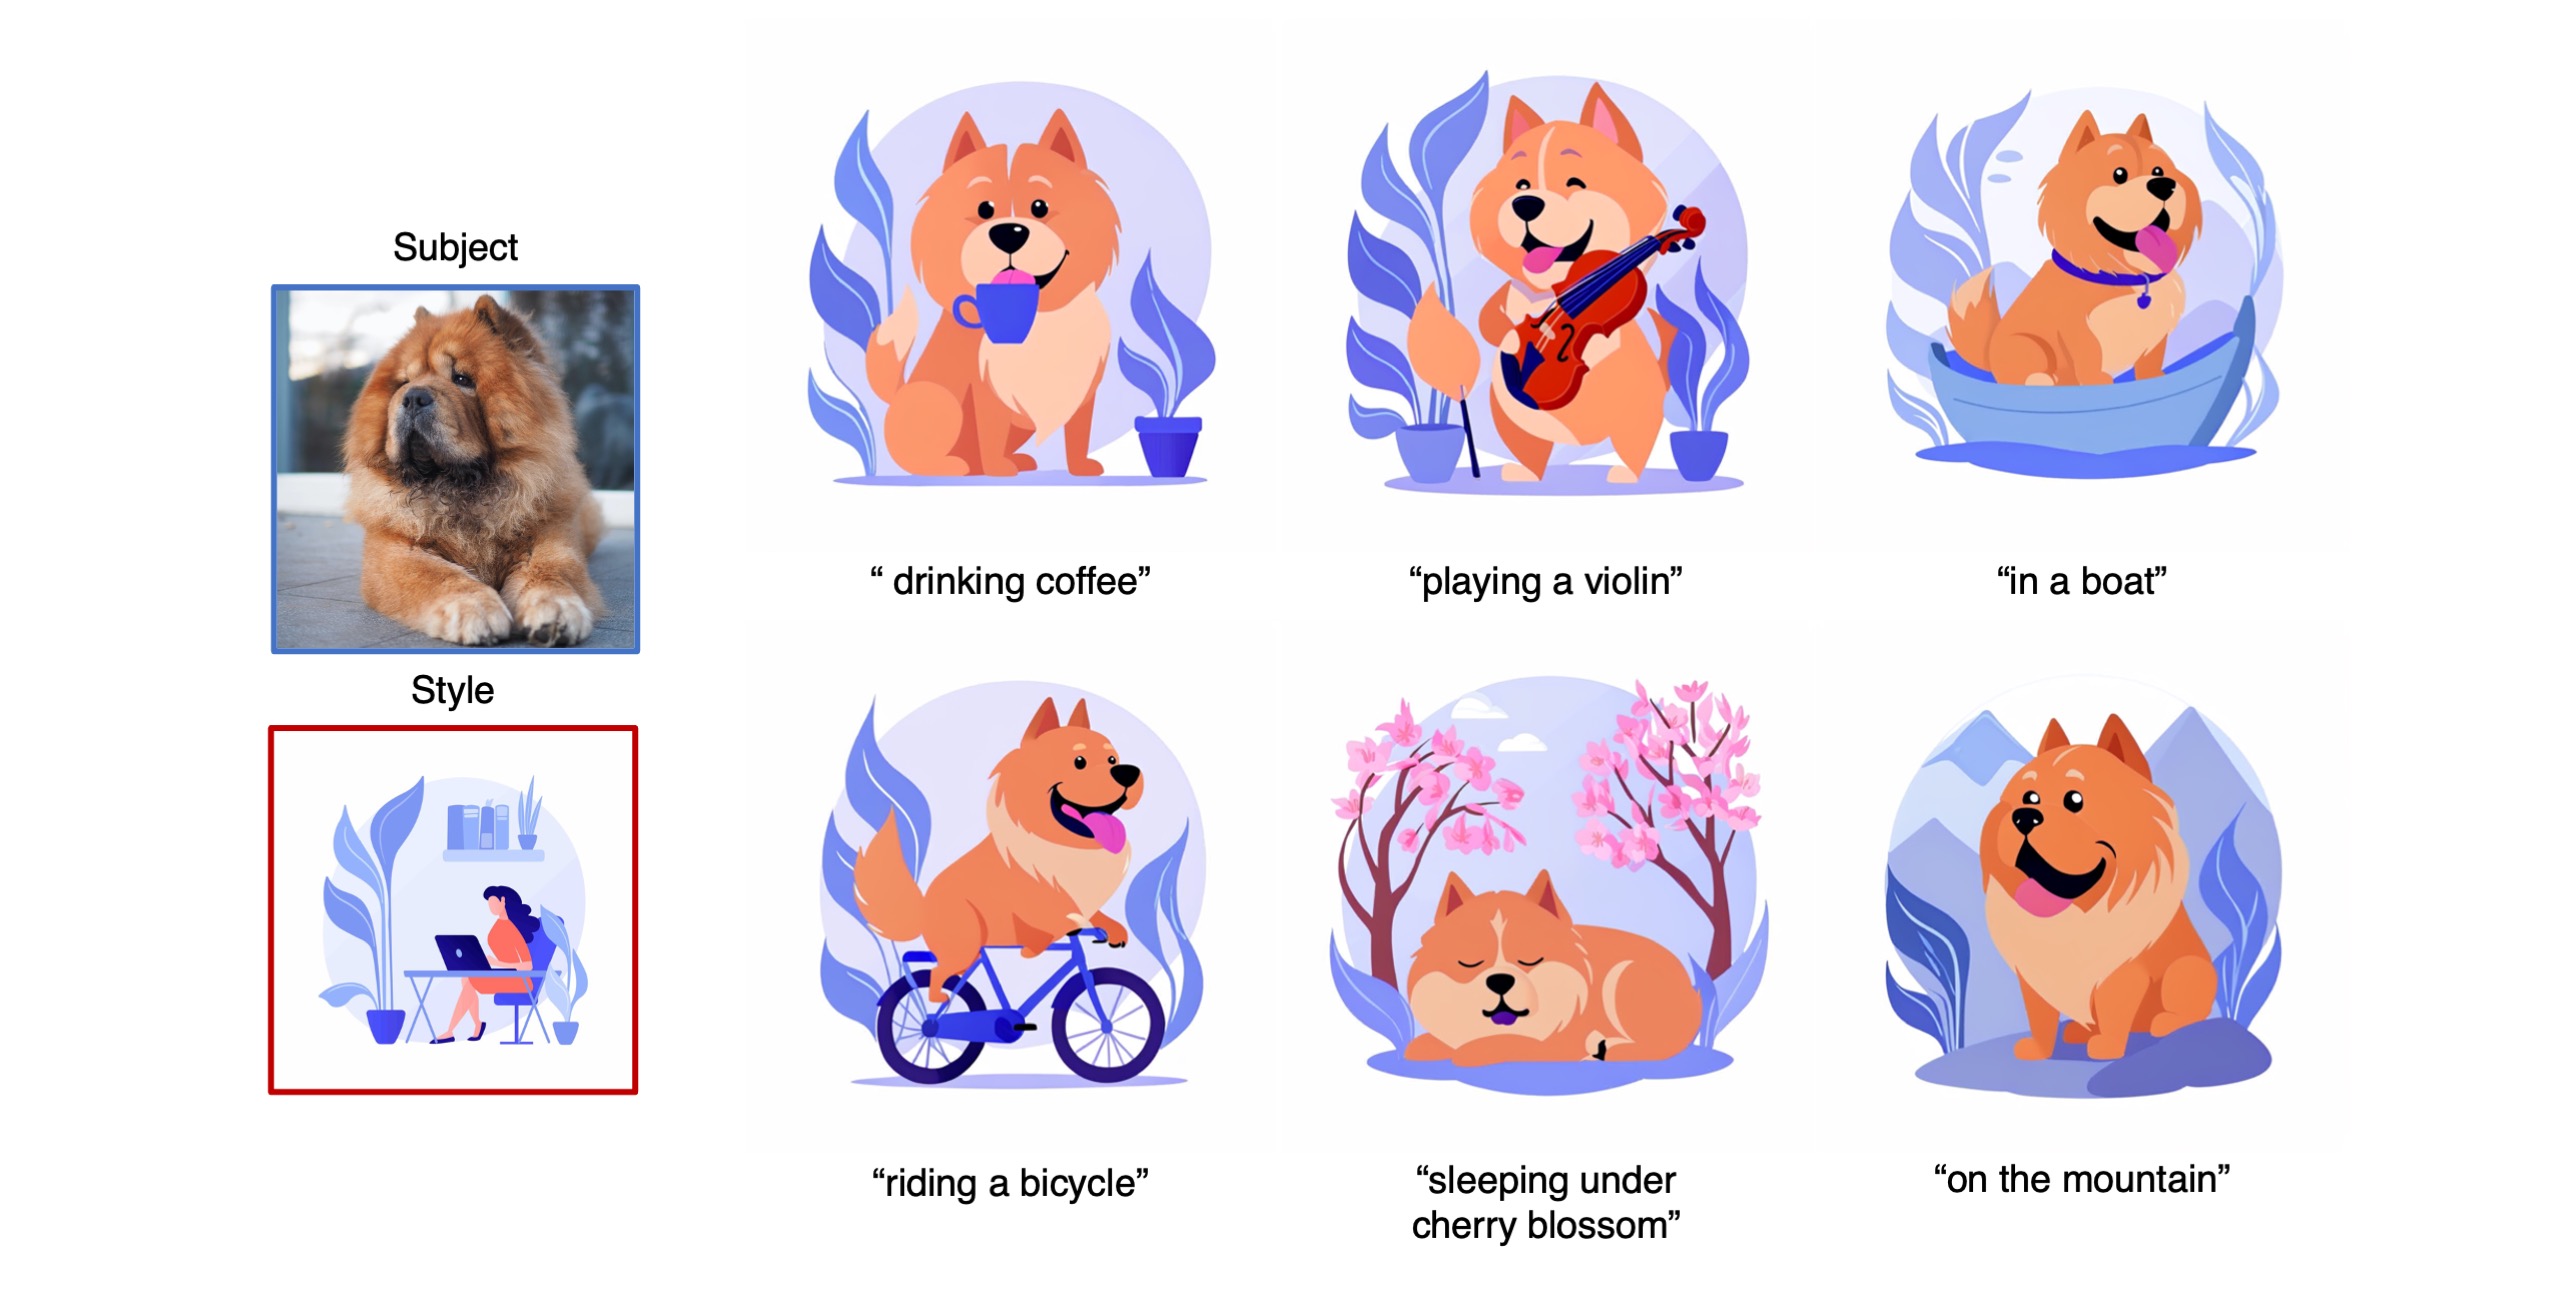 Subject
Style
“ drinking coffee”
“playing a violin”
“in a boat”
“riding a bicycle”
“sleeping under
cherry blossom”
“on the mountain”